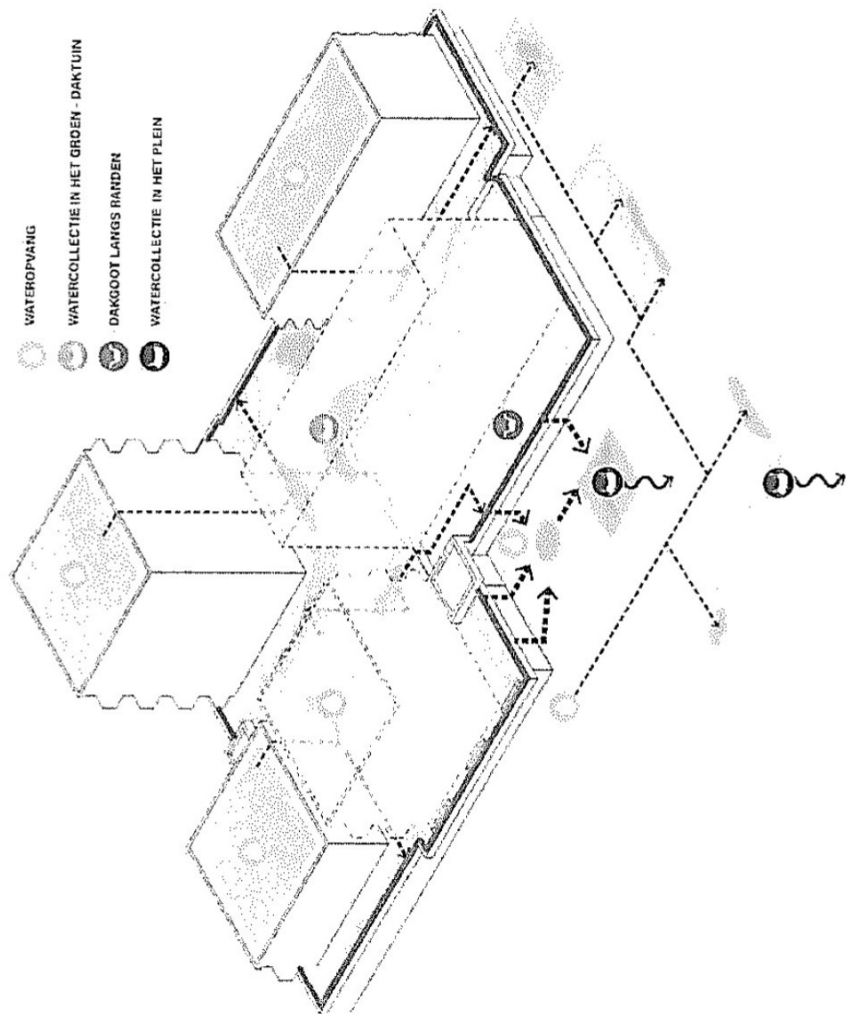 WATEROPVANG
WATERCOLLECTIE IN HET GROEN - DAKTUIN
DAKGOOT LANGS RANDEN
WATERCOLLECTIE IN HET PLEIN